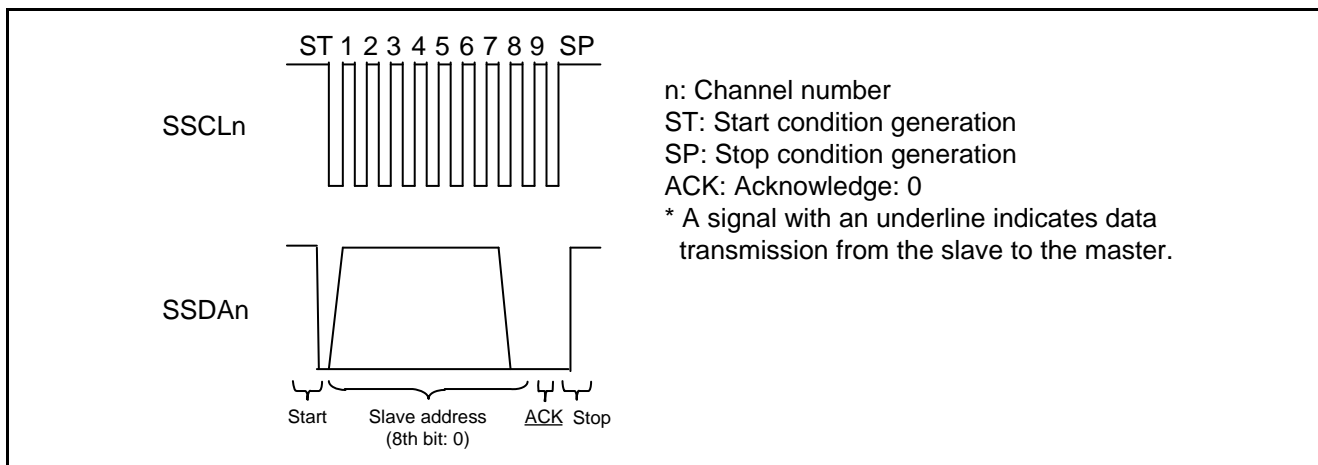 ST 1 2 3 4 5 6 7 8 9 SP
SSCLn
SSDAn
Start
Slave address
(8th bit: 0)
ACK
Stop
n: Channel number
ST: Start condition generation
SP: Stop condition generation
ACK: Acknowledge: 0
* A signal with an underline indicates data
transmission from the slave to the master.